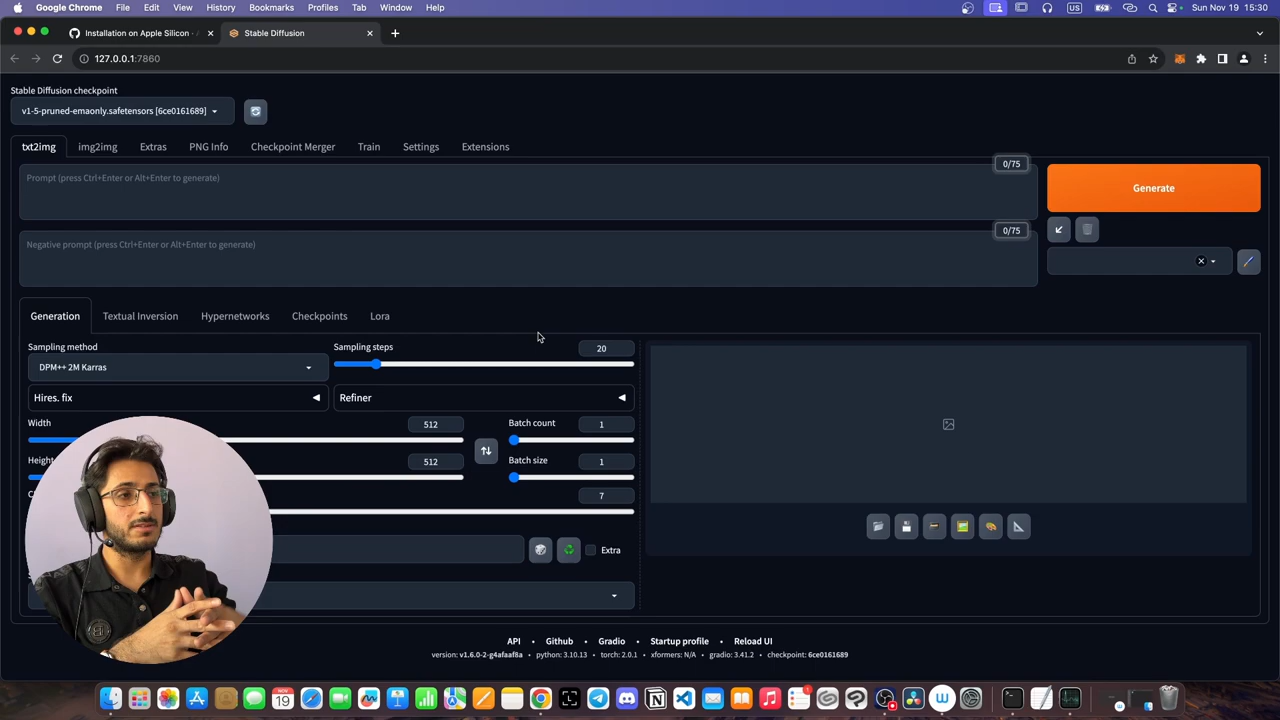 Google Chrome File Edit View History Bookmarks Profiles Tab Window Help US Sun Nov 19 15:30
Installation on Apple Silicon · Stable Diffusion
127.0.0.1:7860
Stable Diffusion checkpoint
v1-5-pruned-emaonly.safetensors [6ce0161689]
txt2img img2img Extras PNG Info Checkpoint Merger Train Settings Extensions
0/75
Prompt (press Ctrl+Enter or Alt+Enter to generate)
Generate
0/75
Negative prompt (press Ctrl+Enter or Alt+Enter to generate)
Generation Textual Inversion Hypernetworks Checkpoints Lora
Sampling method Sampling steps 20
DPM++ 2M Karras
Hires. fix Refiner
Width 512 Batch count 1
512 Batch size 1
7
Extra
API • Github • Gradio • Startup profile • Reload UI
version: v1.6.0-2-g4afaaf8a • python: 3.10.13 • torch: 2.0.1 • xformers: N/A • gradio: 3.41.2 • checkpoint: 6ce0161689
NOV
19